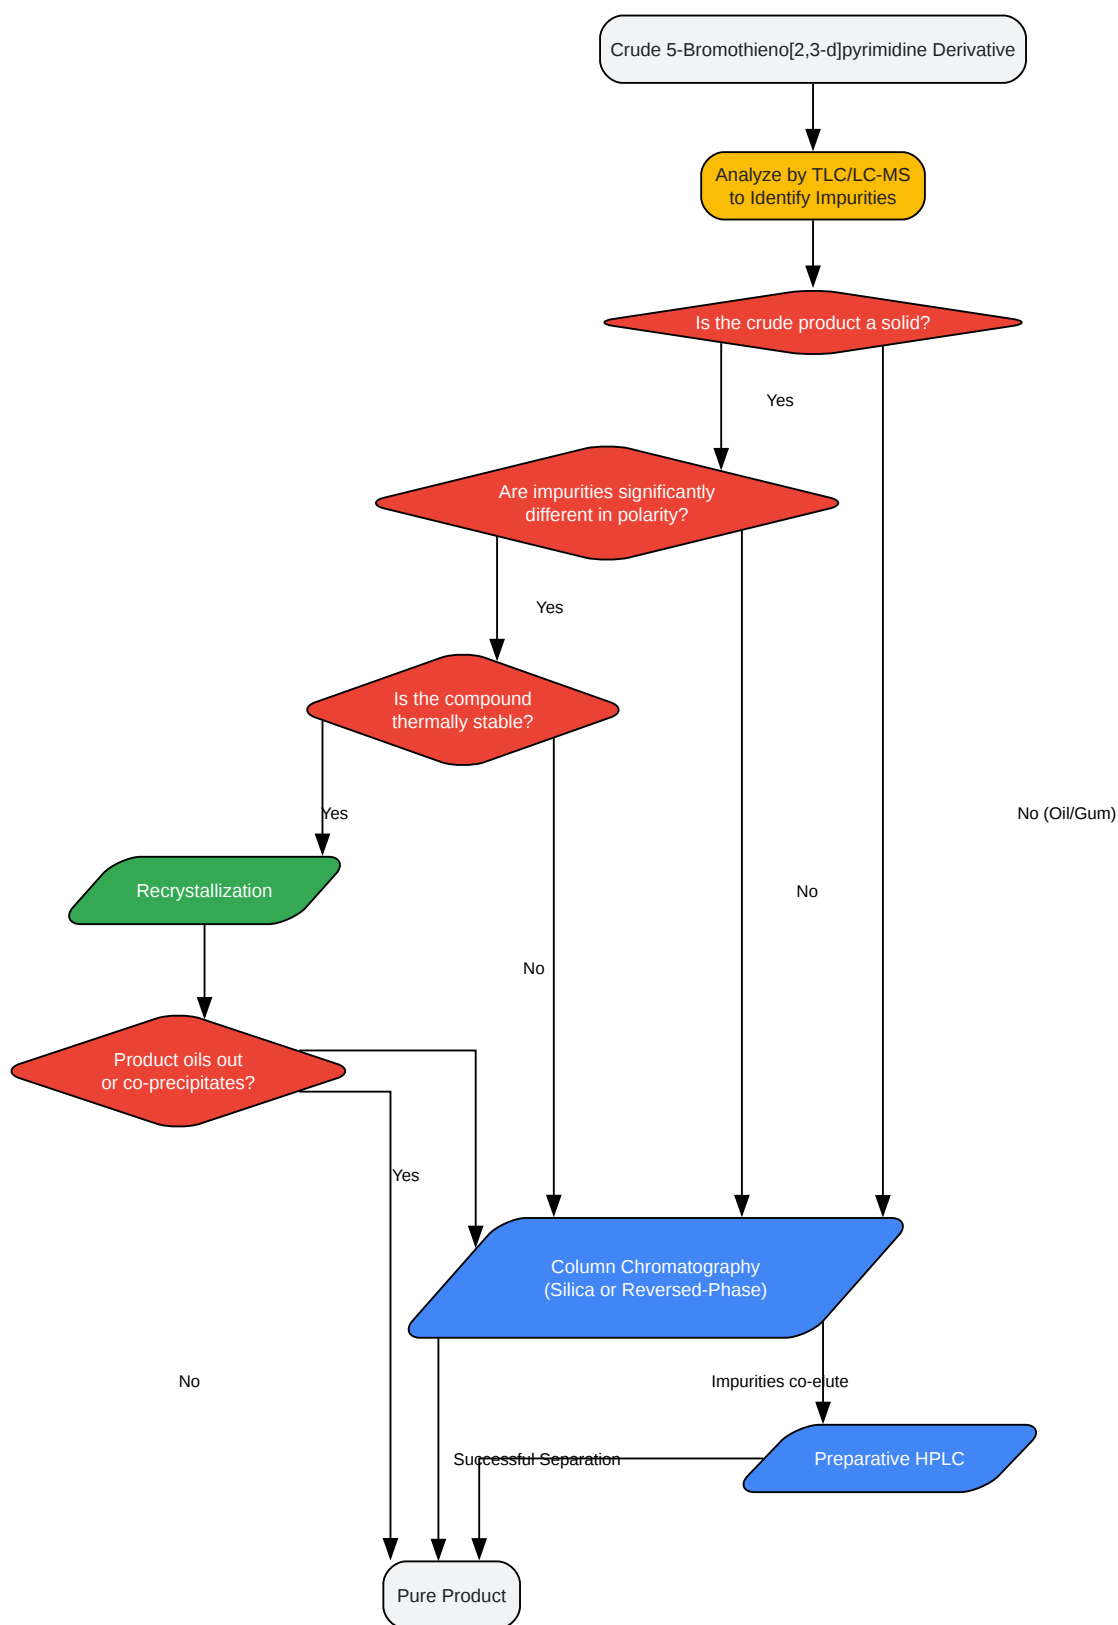 Crude 5-Bromothieno[2,3-d]pyrimidine Derivative
Analyze by TLC/LC-MS
to Identify Impurities
Is the crude product a solid?
Yes
Are impurities significantly
different in polarity?
Yes
Is the compound
thermally stable?
Yes
No (Oil/Gum)
Recrystallization
No
No
Product oils out
or co-precipitates?
Yes
Column Chromatography
(Silica or Reversed-Phase)
No
Impurities co-elute
Successful Separation
Preparative HPLC
Pure Product